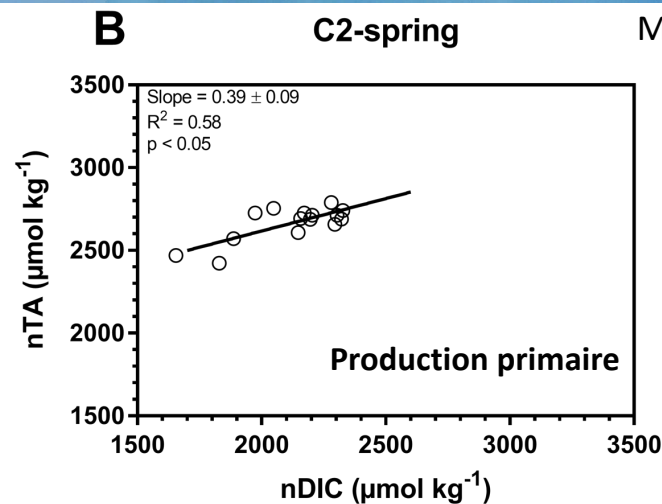 B
C2-spring
M
Slope = 0.39 ± 0.09
R² = 0.58
p < 0.05
3500
3000
2500
2000
1500
nTA (µmol kg⁻¹)
Production primaire
1500 2000 2500 3000 3500
nDIC (µmol kg⁻¹)